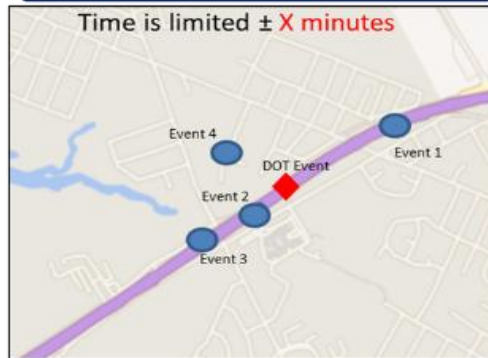 Time is limited ± X minutes
Event 4
Event 1
DOT Event
Event 2
Event 3